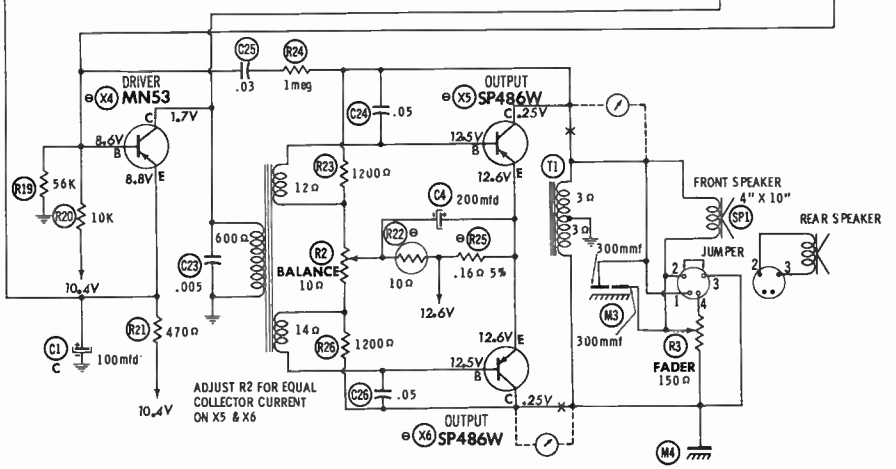 C25
.03
R24
1meg
DRIVER
⊖ X4 MN53
C
1.7V
8.6V
B
8.8V E
R19
56K
R20
10K
10.4V
C1
C
100mfd
R21
470Ω
10.4V
C23
.005
600Ω
C24
.05
R23
1200Ω
12Ω
R2
BALANCE
10Ω
14Ω
R26
1200Ω
ADJUST R2 FOR EQUAL
COLLECTOR CURRENT
ON X5 & X6
C4
200mfd
R22 ⊖
10Ω
⊖ R25
.16Ω 5%
12.6V
OUTPUT
⊖ X5 SP486W
C .25V
12.5V
B
12.6V E
12.6V E
12.5V
B
C .25V
C26
.05
OUTPUT
⊖ X6 SP486W
T1
3Ω
3Ω
300mmf
M3
300mmf
FRONT SPEAKER
4" X 10"
SP1
JUMPER
2
3
1
4
R3
FADER
150Ω
M4
REAR SPEAKER
2
3